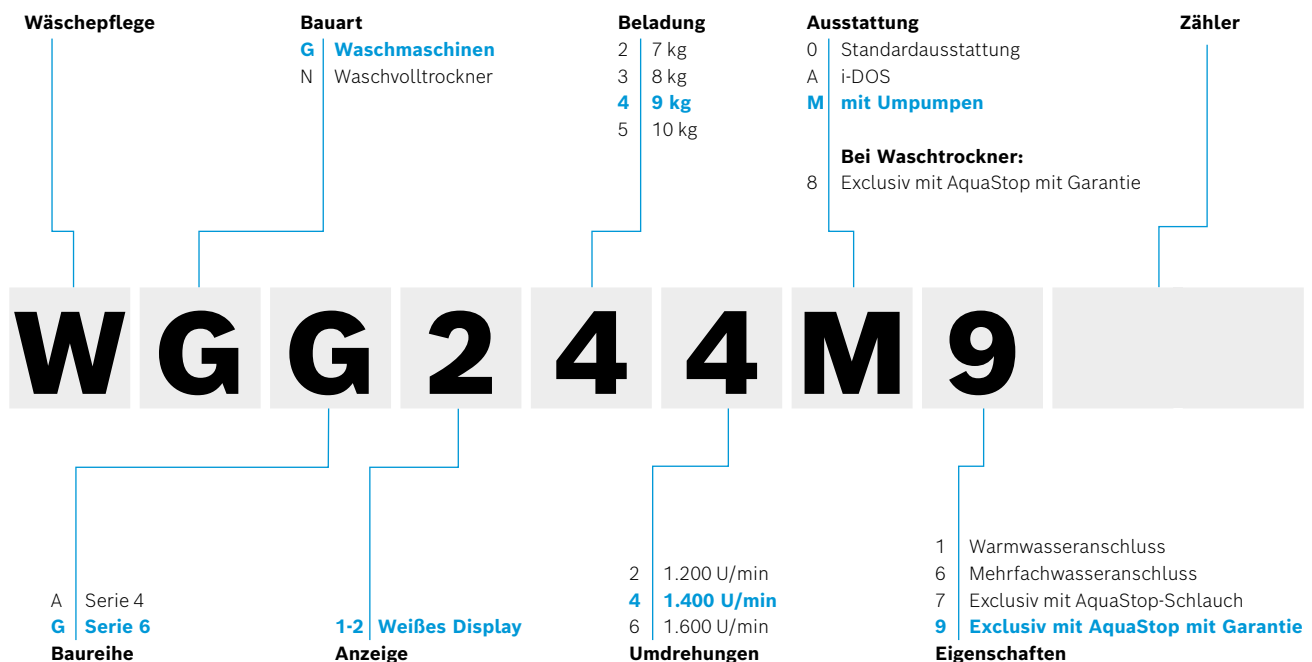 Wäschepflege
Bauart
G Waschmaschinen
N Waschvolltrockner
Beladung
2 7 kg
3 8 kg
4 9 kg
5 10 kg
Ausstattung
0 Standardausstattung
A i-DOS
M mit Umpumpen
Bei Waschtrockner:
8 Exclusiv mit AquaStop mit Garantie
Zähler
W G G 2 4 4 M 9
A Serie 4
G Serie 6
Baureihe
1-2 Weißes Display
Anzeige
2 1.200 U/min
4 1.400 U/min
6 1.600 U/min
Umdrehungen
1 Warmwasseranschluss
6 Mehrfachwasseranschluss
7 Exclusiv mit AquaStop-Schlauch
9 Exclusiv mit AquaStop mit Garantie
Eigenschaften